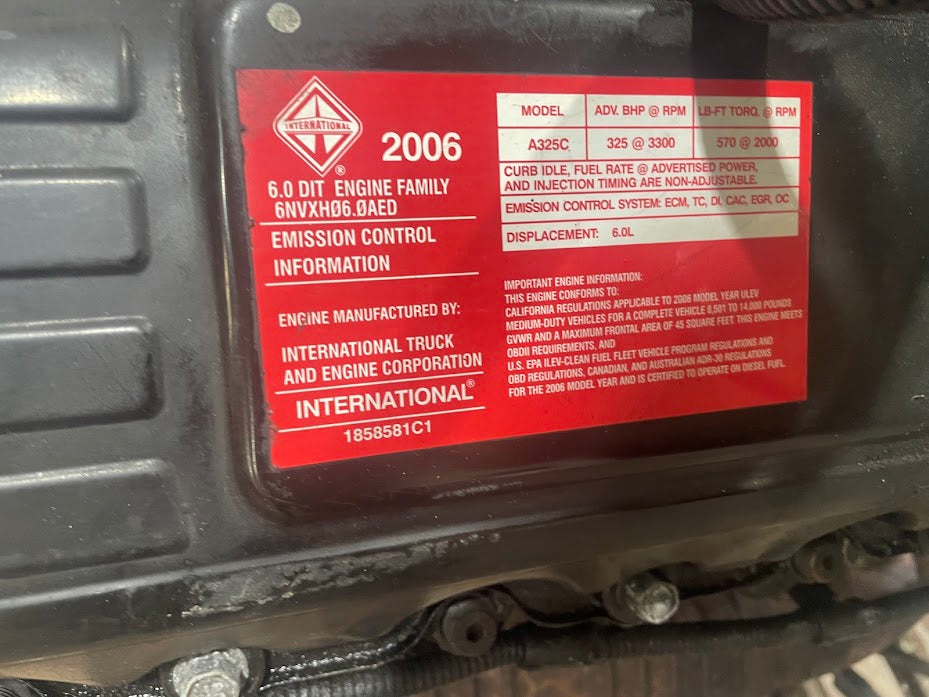 INTERNATIONAL
®
2006
6.0 DIT ENGINE FAMILY
6NVXHØ6.ØAED
EMISSION CONTROL
INFORMATION
ENGINE MANUFACTURED BY:
INTERNATIONAL TRUCK
AND ENGINE CORPORATION
INTERNATIONAL®
1858581C1
MODEL ADV. BHP @ RPM LB-FT TORQ. @ RPM
A325C 325 @ 3300 570 @ 2000
CURB IDLE, FUEL RATE @ ADVERTISED POWER,
AND INJECTION TIMING ARE NON-ADJUSTABLE.
EMISSION CONTROL SYSTEM: ECM, TC, DI, CAC, EGR, OC
DISPLACEMENT: 6.0L
IMPORTANT ENGINE INFORMATION:
THIS ENGINE CONFORMS TO:
CALIFORNIA REGULATIONS APPLICABLE TO 2006 MODEL YEAR ULEV
MEDIUM-DUTY VEHICLES FOR A COMPLETE VEHICLE 8,501 TO 14,000 POUNDS
GVWR AND A MAXIMUM FRONTAL AREA OF 45 SQUARE FEET. THIS ENGINE MEETS
OBDII REQUIREMENTS, AND
U.S. EPA ILEV-CLEAN FUEL FLEET VEHICLE PROGRAM REGULATIONS AND
OBD REGULATIONS, CANADIAN, AND AUSTRALIAN ADR-30 REGULATIONS
FOR THE 2006 MODEL YEAR AND IS CERTIFIED TO OPERATE ON DIESEL FUEL.